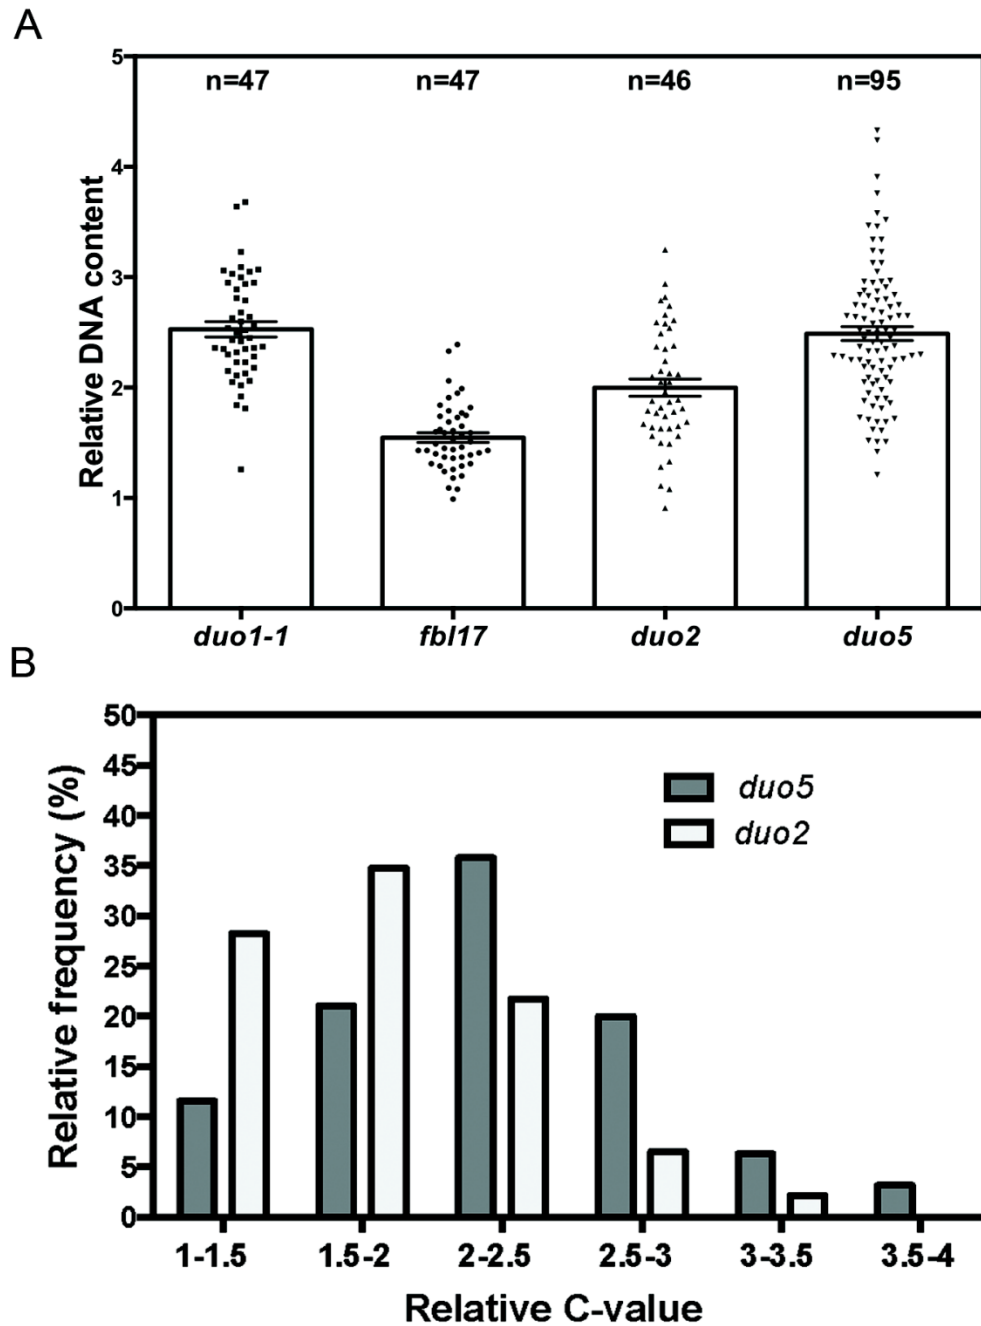 A
n=47 n=47 n=46 n=95
5
4
3
2
1
0
Relative DNA content
duo1-1 fbl17 duo2 duo5
B
50
45
40
35
30
25
20
15
10
5
0
Relative frequency (%)
duo5
duo2
1-1.5 1.5-2 2-2.5 2.5-3 3-3.5 3.5-4
Relative C-value